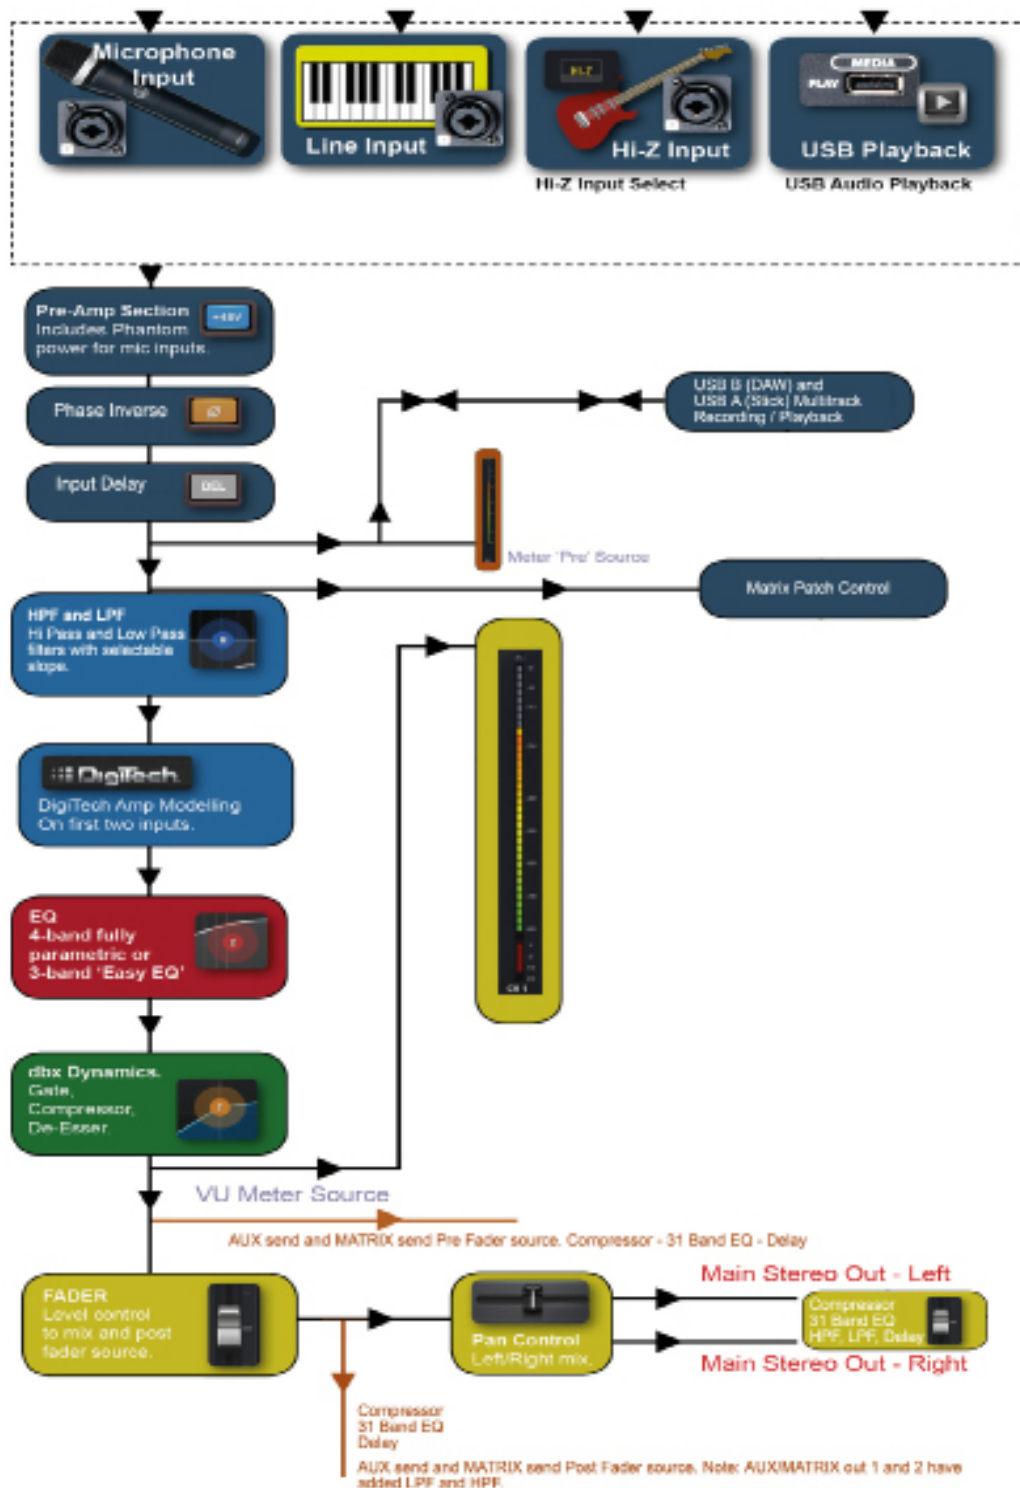 Microphone
Input
Line Input
HI-Z
Hi-Z Input
MEDIA
PLAY
USB Playback
Hi-Z Input Select
USB Audio Playback
Pre-Amp Section
Includes Phantom
power for mic inputs.
+48V
Phase Inverse
Ø
Input Delay
DEL
USB B (DAW) and
USB A (Stick) Multitrack
Recording / Playback
Meter 'Pre' Source
Matrix Patch Control
HPF and LPF
Hi Pass and Low Pass
filters with selectable
slope.
DigiTech
DigiTech Amp Modelling
On first two inputs.
EQ
4-band fully
parametric or
3-band 'Easy EQ'
CH 1
dbx Dynamics.
Gate,
Compressor,
De-Esser.
VU Meter Source
AUX send and MATRIX send Pre Fader source. Compressor - 31 Band EQ - Delay
FADER
Level control
to mix and post
fader source.
Pan Control
Left/Right mix.
Main Stereo Out - Left
Compressor
31 Band EQ
HPF, LPF, Delay
Main Stereo Out - Right
Compressor
31 Band EQ
Delay
AUX send and MATRIX send Post Fader source. Note: AUX/MATRIX out 1 and 2 have
added LPF and HPF.